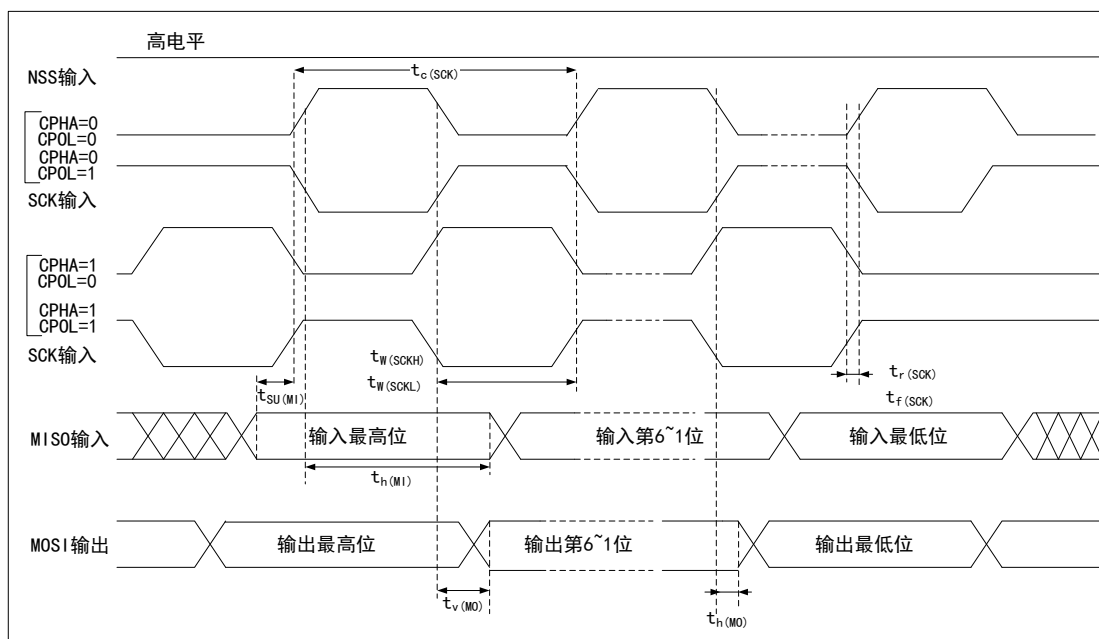 高电平
NSS输入
t_c(SCK)
CPHA=0
CPOL=0
CPHA=0
CPOL=1
SCK输入
CPHA=1
CPOL=0
CPHA=1
CPOL=1
SCK输入
t_W(SCKH)
t_W(SCKL)
t_r(SCK)
t_f(SCK)
t_SU(MI)
MISO输入
输入最高位
输入第6~1位
输入最低位
t_h(MI)
MOSI输出
输出最高位
输出第6~1位
输出最低位
t_v(MO)
t_h(MO)